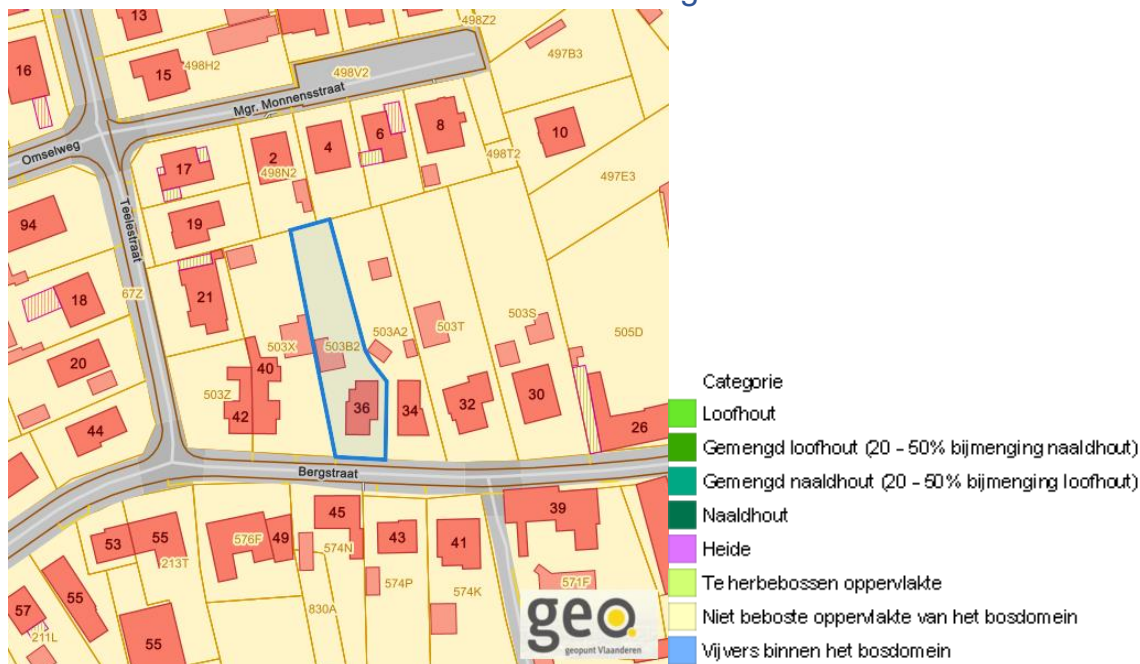 13
498Z2
16
15
498H2
498V2
497B3
Mgr. Monnensstraat
Omselweg
2
4
6
8
10
17
498N2
498T2
497E3
94
19
Teelestraat
67Z
18
21
503B2
503A2
503T
503S
505D
503X
20
40
503Z
42
36
34
32
30
26
44
Bergstraat
53
55
213T
576F
49
45
574N
43
41
39
574P
574K
571F
57
55
211L
55
830A
geo
geopunt Vlaanderen
Categorie
Loofhout
Gemengd loofhout (20 - 50% bijmenging naaldhout)
Gemengd naaldhout (20 - 50% bijmenging loofhout)
Naaldhout
Heide
Te herbebossen oppervlakte
Niet beboste oppervlakte van het bosdomein
Vijvers binnen het bosdomein